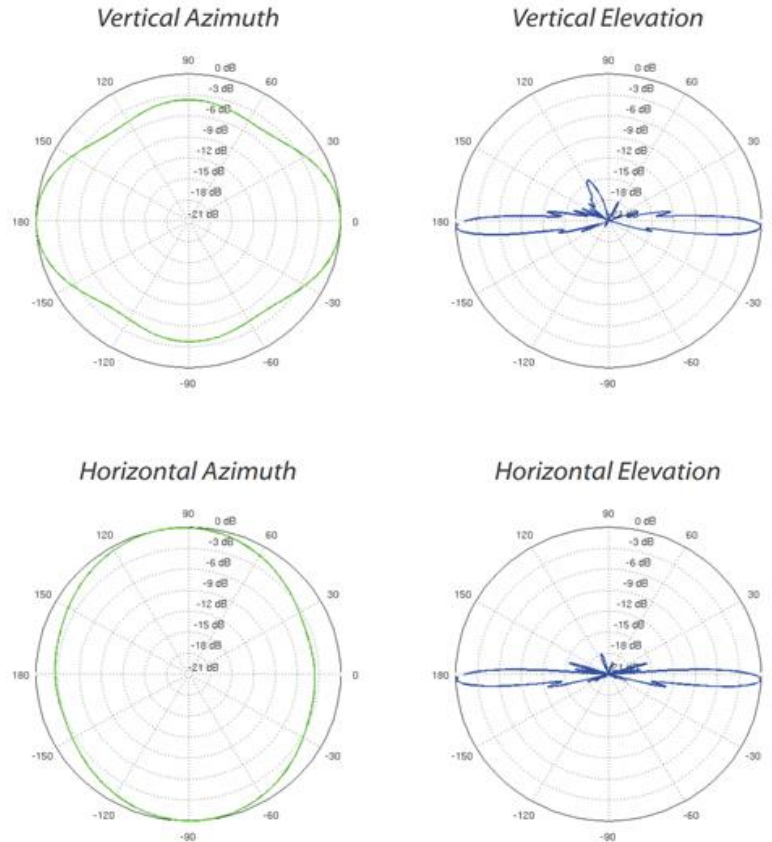 Vertical Azimuth
90
0 dB
120
60
-3 dB
-6 dB
150
30
-9 dB
-12 dB
-15 dB
-18 dB
-21 dB
180
0
-150
-30
-120
-60
-90
Vertical Elevation
90
0 dB
120
60
-3 dB
-6 dB
150
30
-9 dB
-12 dB
-15 dB
-18 dB
180
0
-150
-30
-120
-60
-90
Horizontal Azimuth
90
0 dB
120
60
-3 dB
-6 dB
150
30
-9 dB
-12 dB
-15 dB
-18 dB
-21 dB
180
0
-150
-30
-120
-60
-90
Horizontal Elevation
90
0 dB
120
60
-3 dB
-6 dB
150
30
-9 dB
-12 dB
-15 dB
-18 dB
180
0
-150
-30
-120
-60
-90